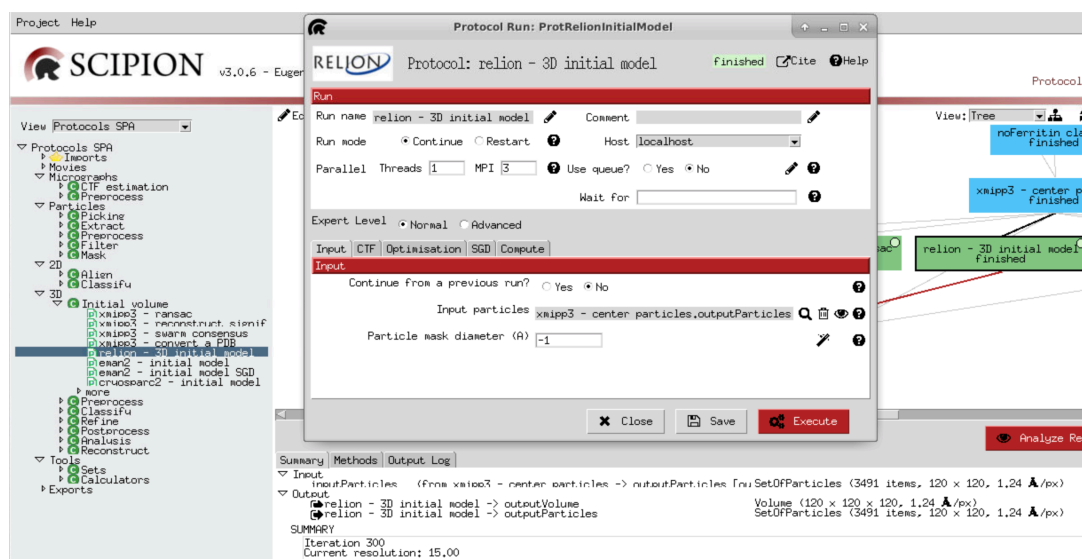 Project Help
SCIPION v3.0.6 - Euger
Protocol
View Protocols SPA
Protocols SPA
Imports
Movies
Micrographs
CTF estimation
Preprocess
Particles
Picking
Extract
Preprocess
Filter
Mask
2D
Align
Classify
3D
Initial volume
xmipp3 - ransac
xmipp3 - reconstruct signif
xmipp3 - swarm consensus
xmipp3 - convert a PDB
relion - 3D initial model
eman2 - initial model
eman2 - initial model SGD
cryosparc2 - initial model
more
Preprocess
Classify
Refine
Postprocess
Analysis
Reconstruct
Tools
Sets
Calculators
Exports
Protocol Run: ProtRelionInitialModel
RELION Protocol: relion - 3D initial model finished Cite Help
Run
Run name relion - 3D initial model Comment
Run mode Continue Restart Host localhost
Parallel Threads 1 MPI 3 Use queue? Yes No
Wait for
Expert Level Normal Advanced
Input CTF Optimisation SGD Compute
Input
Continue from a previous run? Yes No
Input particles xmipp3 - center particles.outputParticles
Particle mask diameter (A) -1
Close Save Execute
Ed
View: Tree
noFerritin cla
finished
xmipp3 - center p
finished
sac
relion - 3D initial model
finished
Analyze Re
Summary Methods Output Log
Input
inputParticles (from xmipp3 - center particles -> outputParticles [ou SetOfParticles (3491 items, 120 x 120, 1.24 Å/px)
Output
relion - 3D initial model -> outputVolume Volume (120 x 120 x 120, 1.24 Å/px)
relion - 3D initial model -> outputParticles SetOfParticles (3491 items, 120 x 120, 1.24 Å/px)
SUMMARY
Iteration 300
Current resolution: 15.00